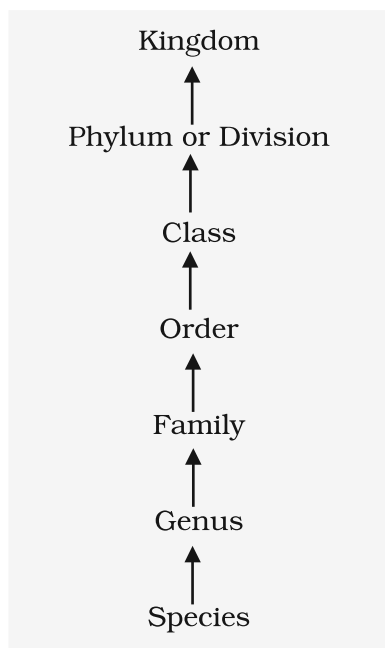 Kingdom
Phylum or Division
Class
Order
Family
Genus
Species